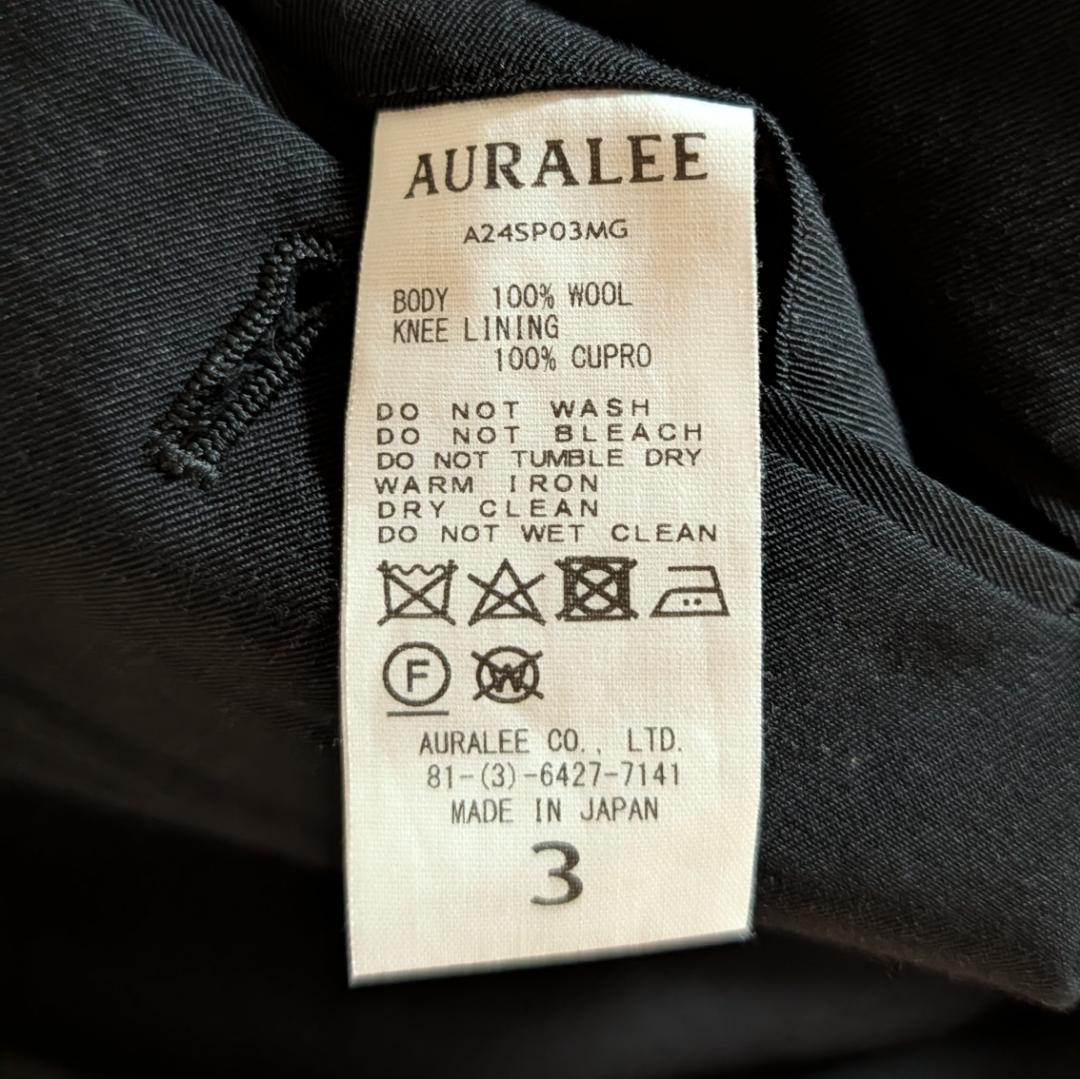 AURALEE
A24SP03MG
BODY 100% WOOL
KNEE LINING
100% CUPRO
DO NOT WASH
DO NOT BLEACH
DO NOT TUMBLE DRY
WARM IRON
DRY CLEAN
DO NOT WET CLEAN
F W
AURALEE CO., LTD.
81-(3)-6427-7141
MADE IN JAPAN
3